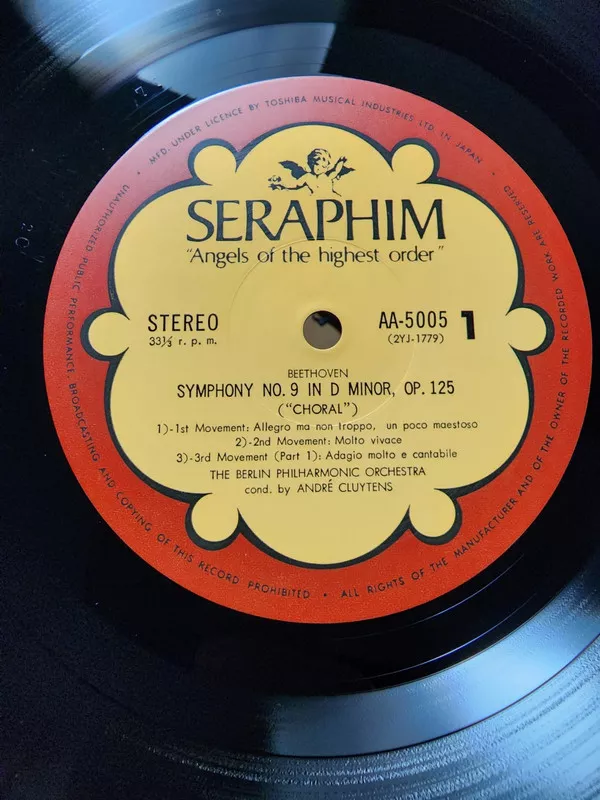 MFD. UNDER LICENCE BY TOSHIBA MUSICAL INDUSTRIES LTD. IN JAPAN
SERAPHIM
"Angels of the highest order"
STEREO
33⅓ r. p. m.
AA-5005 1
(2YJ-1779)
BEETHOVEN
SYMPHONY NO. 9 IN D MINOR, OP. 125
("CHORAL")
1)-1st Movement: Allegro ma non troppo, un poco maestoso
2)-2nd Movement: Molto vivace
3)-3rd Movement (Part 1): Adagio molto e cantabile
THE BERLIN PHILHARMONIC ORCHESTRA
cond. by ANDRÉ CLUYTENS
UNAUTHORIZED PUBLIC PERFORMANCE, BROADCASTING AND COPYING OF THIS RECORD PROHIBITED • ALL RIGHTS OF THE MANUFACTURER AND OF THE OWNER OF THE RECORDED WORK ARE RESERVED